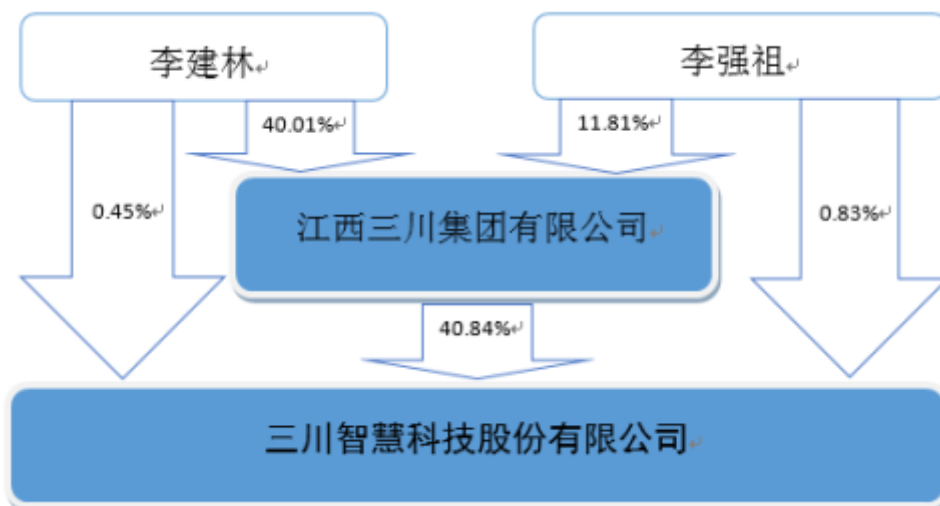 李建林
李强祖
40.01%
11.81%
0.45%
0.83%
江西三川集团有限公司
40.84%
三川智慧科技股份有限公司